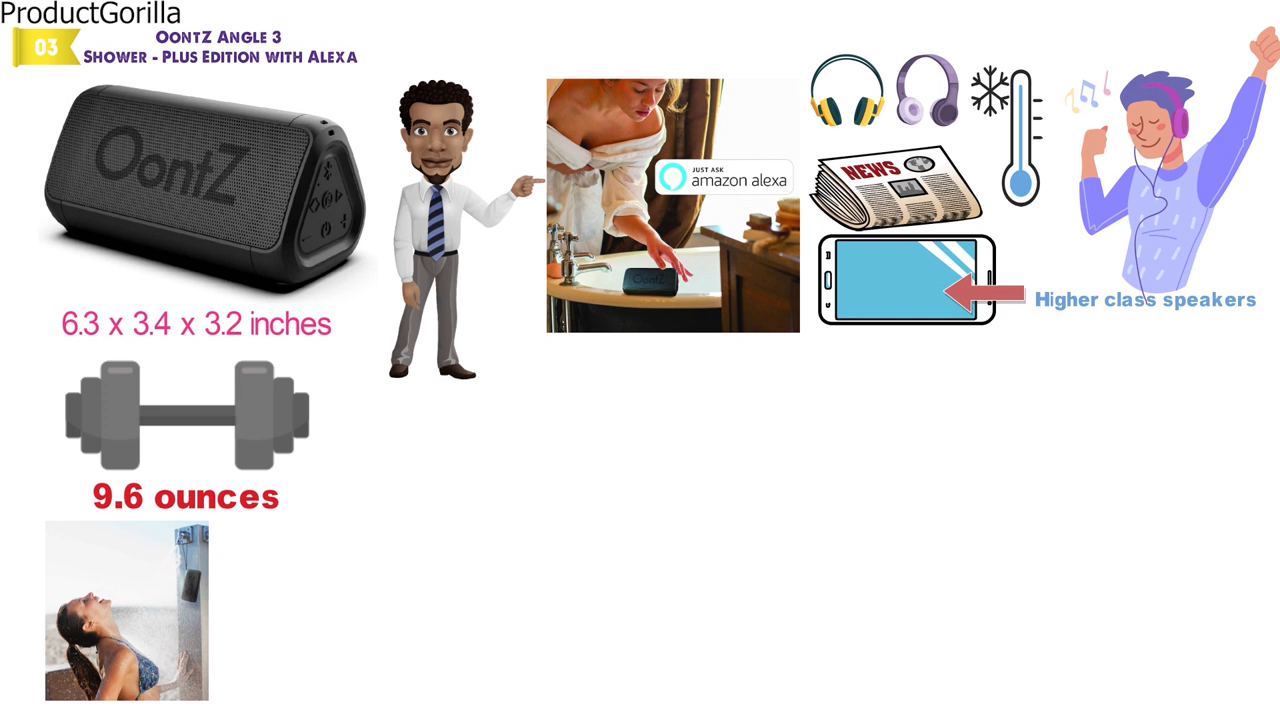 ProductGorilla
03
OontZ Angle 3
Shower - Plus Edition with Alexa
OontZ
6.3 x 3.4 x 3.2 inches
9.6 ounces
JUST ASK
amazon alexa
OontZ
NEWS
Higher class speakers